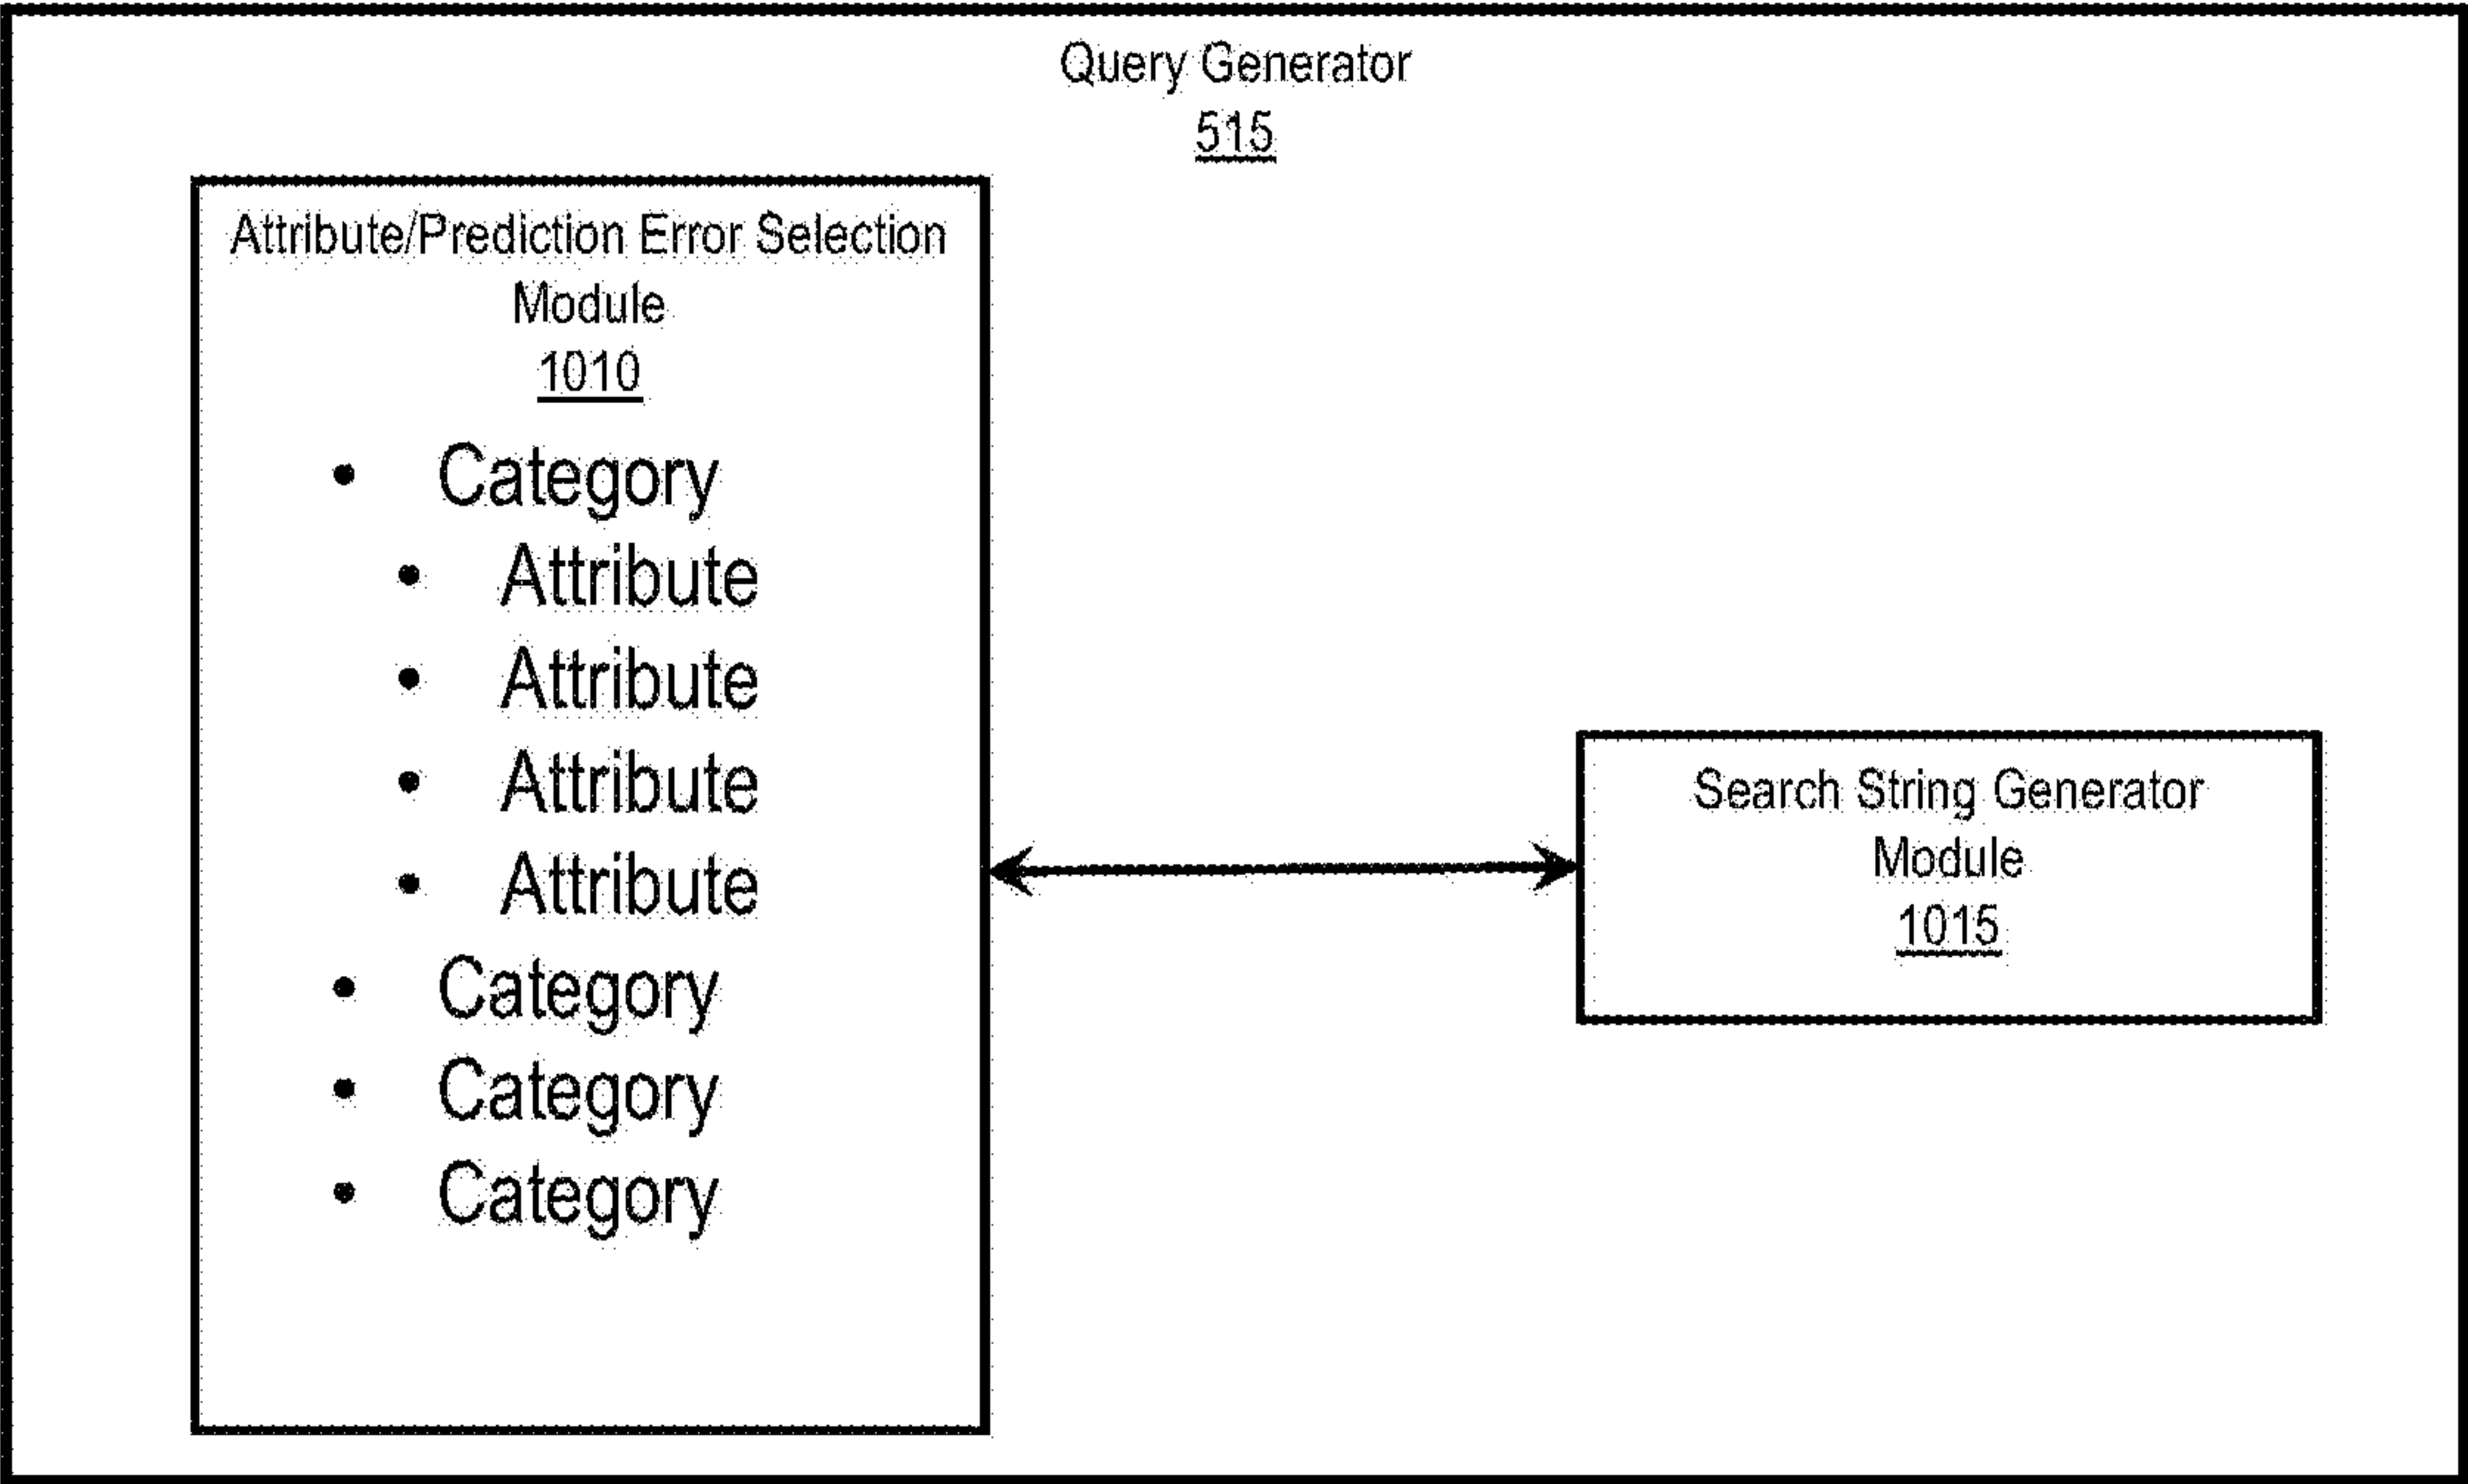 Query Generator
515
Attribute/Prediction Error Selection
Module
1010
• Category
• Attribute
• Attribute
• Attribute
• Attribute
• Category
• Category
• Category
Search String Generator
Module
1015